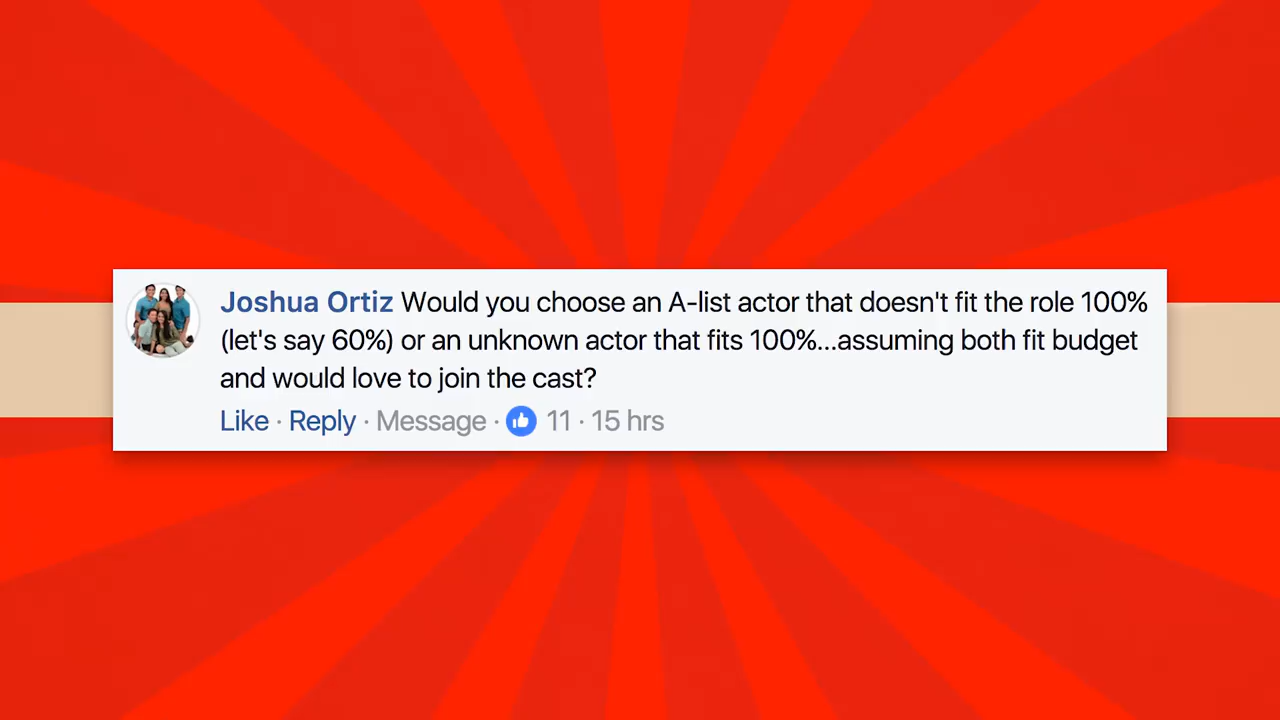 Joshua Ortiz Would you choose an A-list actor that doesn't fit the role 100%
(let's say 60%) or an unknown actor that fits 100%...assuming both fit budget
and would love to join the cast?
Like · Reply · Message · 11 · 15 hrs